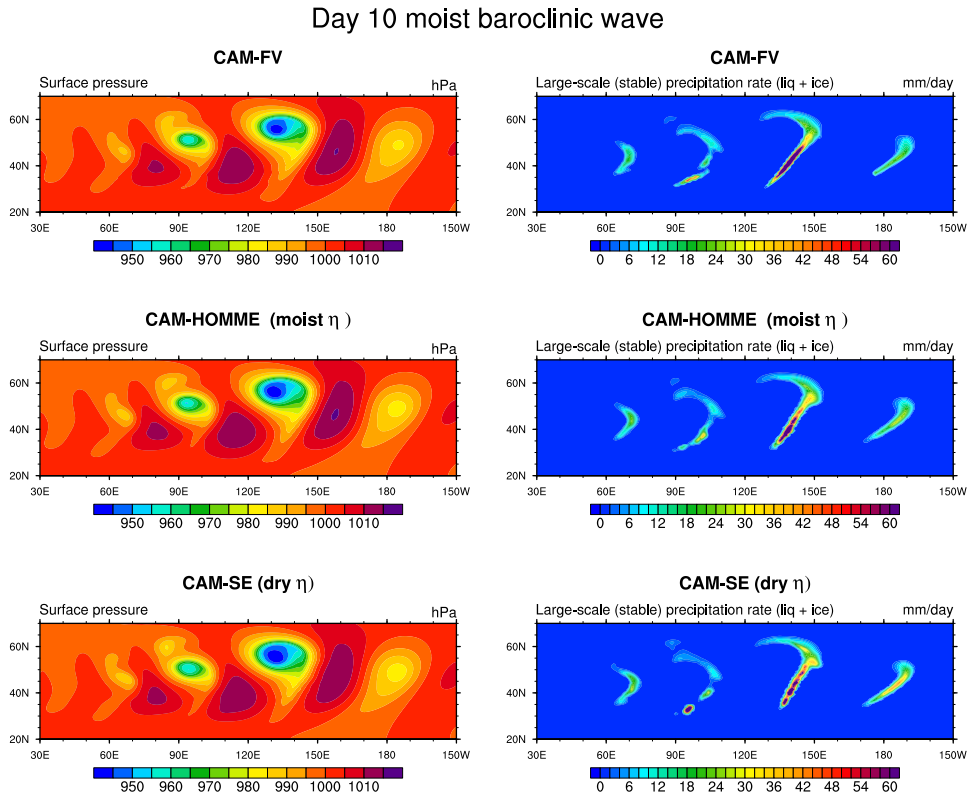 Day 10 moist baroclinic wave
CAM-FV
Surface pressure hPa
60N
40N
20N
30E 60E 90E 120E 150E 180 150W
950 960 970 980 990 1000 1010
CAM-FV
Large-scale (stable) precipitation rate (liq + ice) mm/day
60N
40N
20N
30E 60E 90E 120E 150E 180 150W
0 6 12 18 24 30 36 42 48 54 60
CAM-HOMME (moist η )
Surface pressure hPa
60N
40N
20N
30E 60E 90E 120E 150E 180 150W
950 960 970 980 990 1000 1010
CAM-HOMME (moist η )
Large-scale (stable) precipitation rate (liq + ice) mm/day
60N
40N
20N
30E 60E 90E 120E 150E 180 150W
0 6 12 18 24 30 36 42 48 54 60
CAM-SE (dry η)
Surface pressure hPa
60N
40N
20N
30E 60E 90E 120E 150E 180 150W
950 960 970 980 990 1000 1010
CAM-SE (dry η)
Large-scale (stable) precipitation rate (liq + ice) mm/day
60N
40N
20N
30E 60E 90E 120E 150E 180 150W
0 6 12 18 24 30 36 42 48 54 60